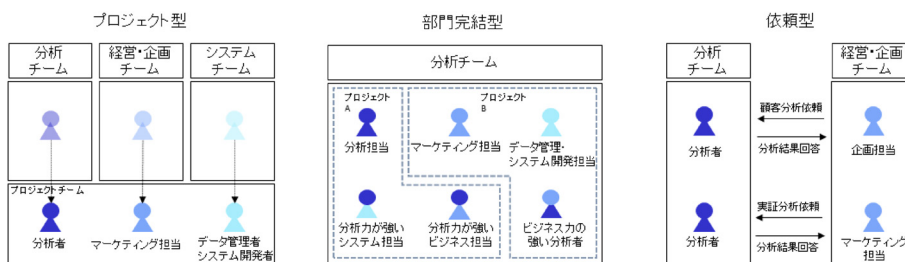 プロジェクト型
分析
チーム
経営・企画
チーム
システム
チーム
プロジェクトチーム
分析者
マーケティング担当
データ管理者
システム開発者
部門完結型
分析チーム
プロジェクト
A
分析担当
プロジェクト
B
マーケティング担当
データ管理・
システム開発担当
分析力が強い
システム担当
分析力が強い
ビジネス担当
ビジネス力の
強い分析者
依頼型
分析
チーム
経営・企画
チーム
顧客分析依頼
分析結果回答
分析者
企画担当
実証分析依頼
分析結果回答
分析者
マーケティング
担当